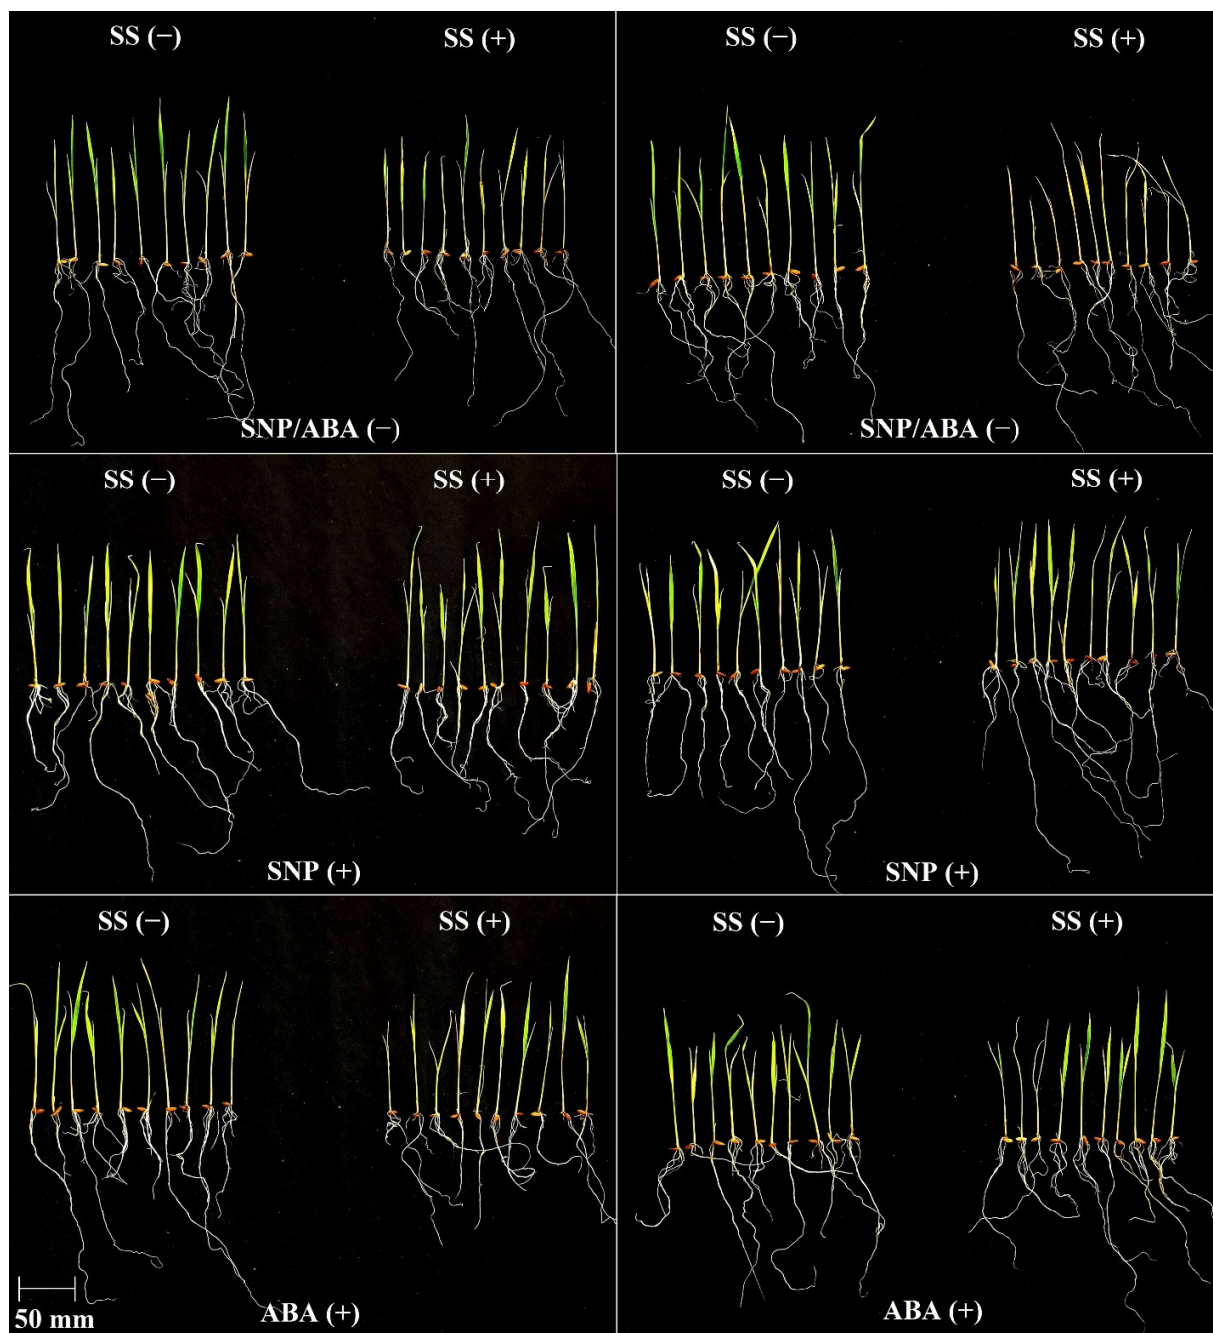 SS (−) SS (+) SS (−) SS (+)
SNP/ABA (−) SNP/ABA (−)
SS (−) SS (+) SS (−) SS (+)
SNP (+) SNP (+)
SS (−) SS (+) SS (−) SS (+)
50 mm ABA (+) ABA (+)